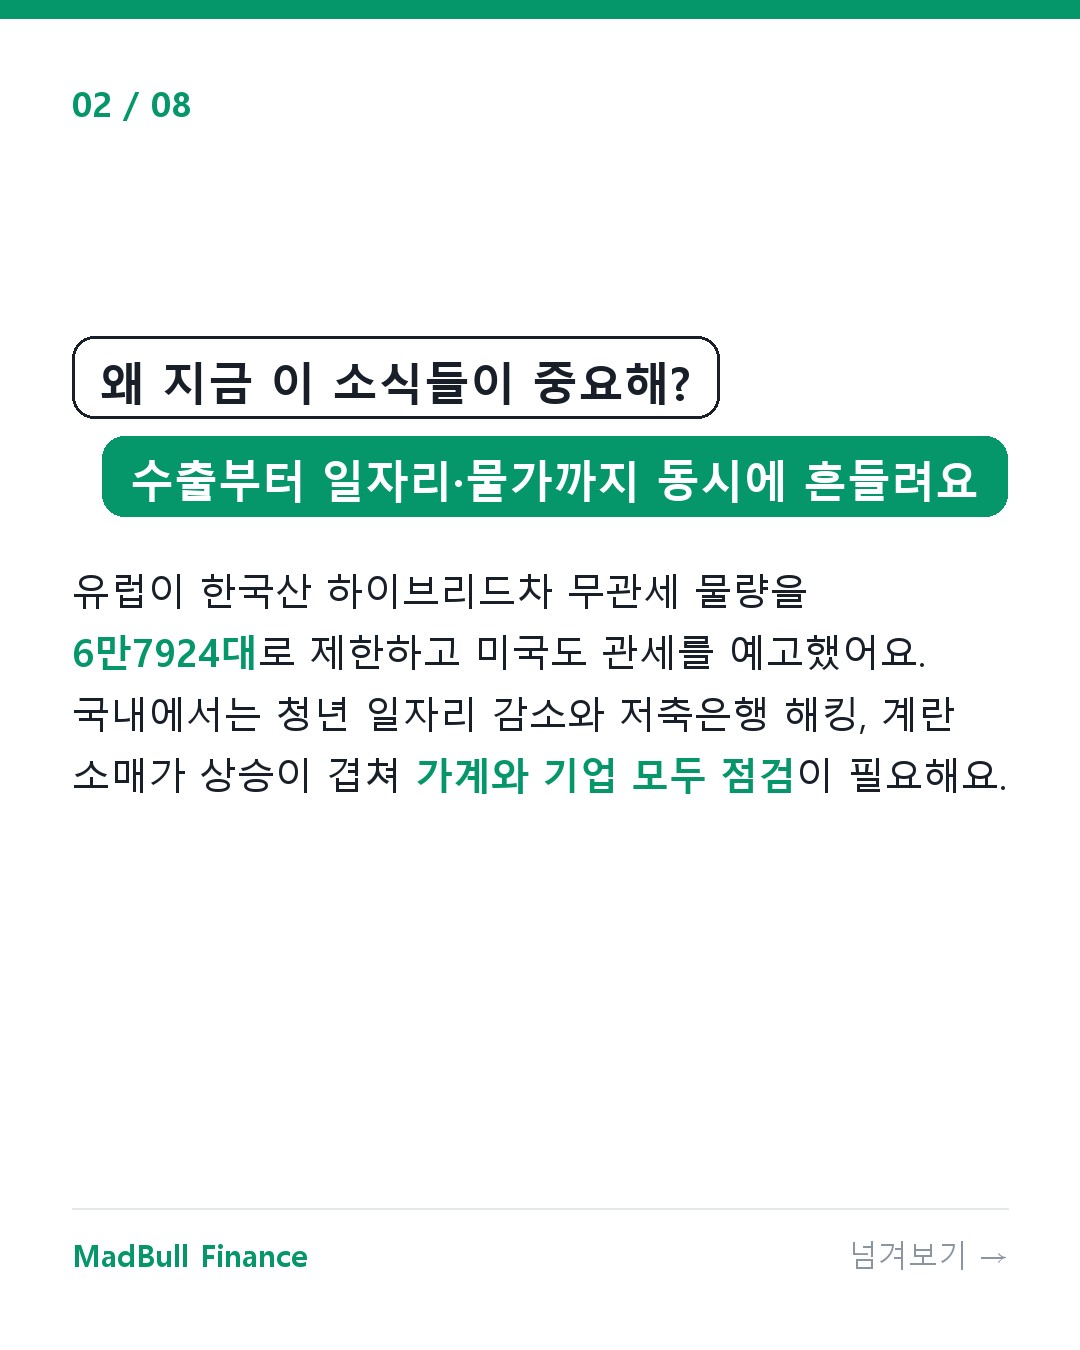 02 / 08
왜 지금 이 소식들이 중요해?
수출부터 일자리·물가까지 동시에 흔들려요
유럽이 한국산 하이브리드차 무관세 물량을
6만7924대로 제한하고 미국도 관세를 예고했어요.
국내에서는 청년 일자리 감소와 저축은행 해킹, 계란
소매가 상승이 겹쳐 가계와 기업 모두 점검이 필요해요.
MadBull Finance
넘겨보기 →